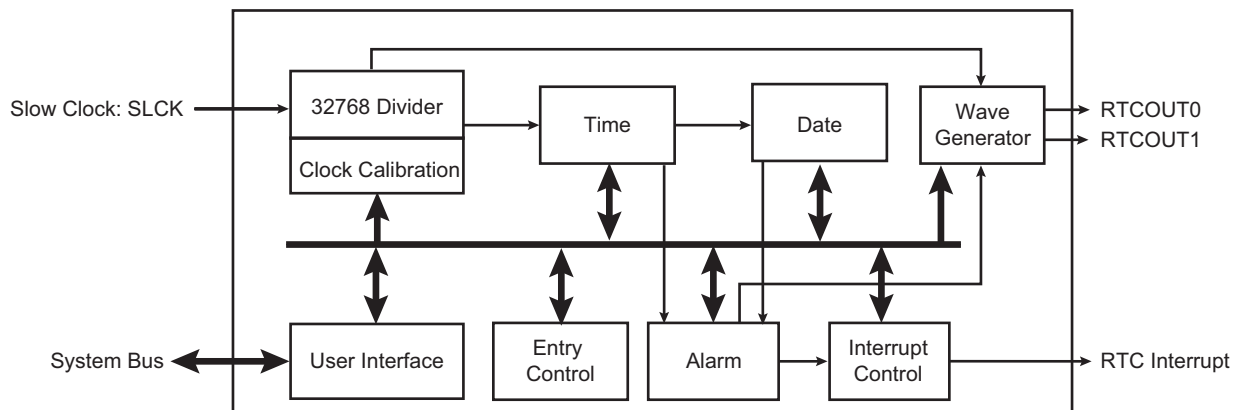 Slow Clock: SLCK
32768 Divider
Clock Calibration
Time
Date
Wave
Generator
RTCOUT0
RTCOUT1
System Bus
User Interface
Entry
Control
Alarm
Interrupt
Control
RTC Interrupt